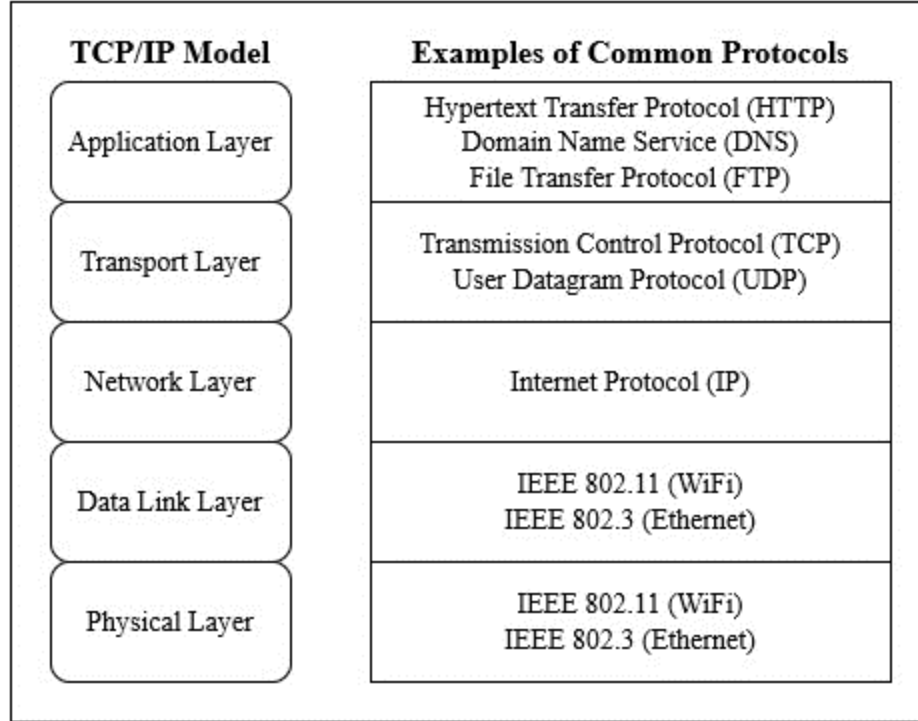 TCP/IP Model
Examples of Common Protocols
Application Layer
Hypertext Transfer Protocol (HTTP)
Domain Name Service (DNS)
File Transfer Protocol (FTP)
Transport Layer
Transmission Control Protocol (TCP)
User Datagram Protocol (UDP)
Network Layer
Internet Protocol (IP)
Data Link Layer
IEEE 802.11 (WiFi)
IEEE 802.3 (Ethernet)
Physical Layer
IEEE 802.11 (WiFi)
IEEE 802.3 (Ethernet)